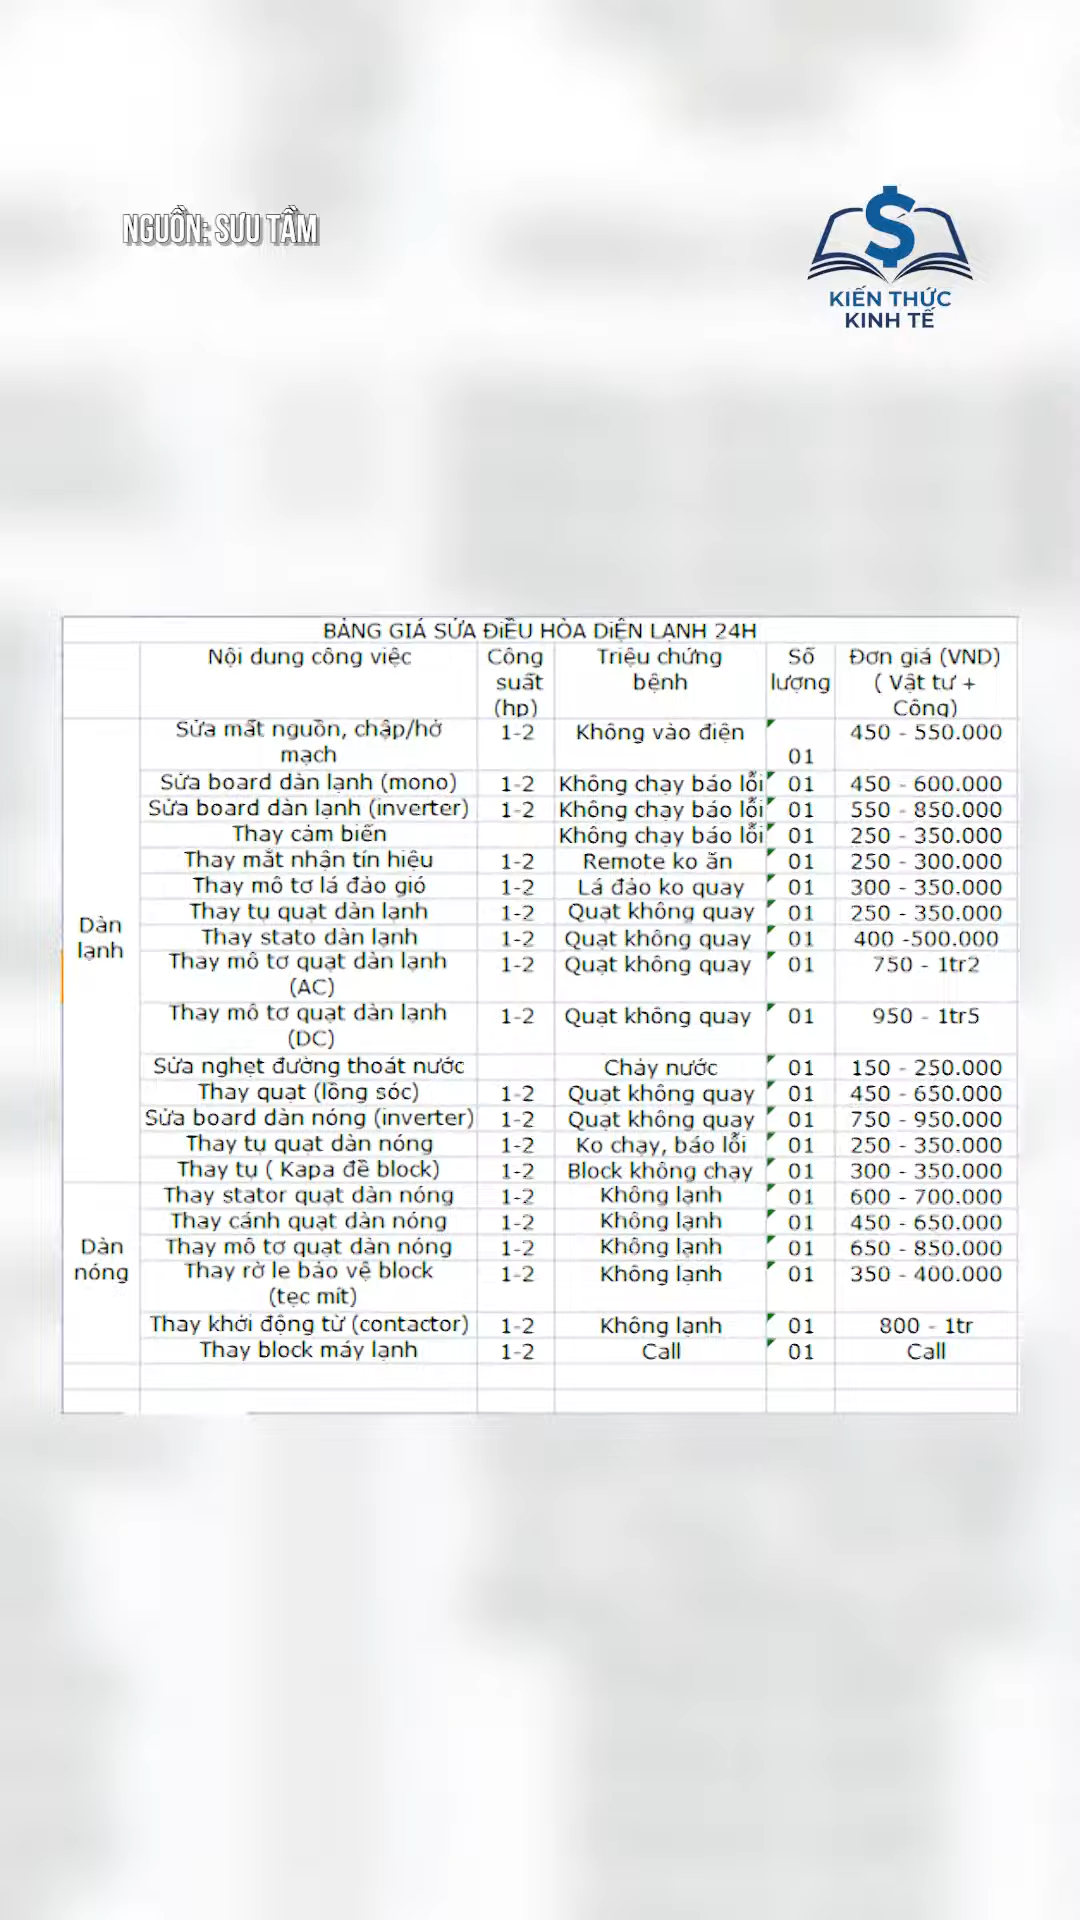 NGUỒN: SƯU TẦM
KIẾN THỨC
KINH TẾ
BẢNG GIÁ SỬA ĐiỀU HÒA DiỆN LẠNH 24H
Nội dung công việc Công suất (hp) Triệu chứng bệnh Số lượng Đơn giá (VND) ( Vật tư + Công)
Dàn lạnh
Sửa mất nguồn, chập/hở mạch 1-2 Không vào điện 01 450 - 550.000
Sửa board dàn lạnh (mono) 1-2 Không chạy báo lỗi 01 450 - 600.000
Sửa board dàn lạnh (inverter) 1-2 Không chạy báo lỗi 01 550 - 850.000
Thay cảm biến Không chạy báo lỗi 01 250 - 350.000
Thay mắt nhận tín hiệu 1-2 Remote ko ăn 01 250 - 300.000
Thay mô tơ lá đảo gió 1-2 Lá đảo ko quay 01 300 - 350.000
Thay tụ quạt dàn lạnh 1-2 Quạt không quay 01 250 - 350.000
Thay stato dàn lạnh 1-2 Quạt không quay 01 400 -500.000
Thay mô tơ quạt dàn lạnh (AC) 1-2 Quạt không quay 01 750 - 1tr2
Thay mô tơ quạt dàn lạnh (DC) 1-2 Quạt không quay 01 950 - 1tr5
Sửa nghẹt đường thoát nước Chảy nước 01 150 - 250.000
Thay quạt (lồng sóc) 1-2 Quạt không quay 01 450 - 650.000
Sửa board dàn nóng (inverter) 1-2 Quạt không quay 01 750 - 950.000
Thay tụ quạt dàn nóng 1-2 Ko chạy, báo lỗi 01 250 - 350.000
Thay tụ ( Kapa đề block) 1-2 Block không chạy 01 300 - 350.000
Dàn nóng
Thay stator quạt dàn nóng 1-2 Không lạnh 01 600 - 700.000
Thay cánh quạt dàn nóng 1-2 Không lạnh 01 450 - 650.000
Thay mô tơ quạt dàn nóng 1-2 Không lạnh 01 650 - 850.000
Thay rờ le bảo vệ block (tẹc mít) 1-2 Không lạnh 01 350 - 400.000
Thay khởi động từ (contactor) 1-2 Không lạnh 01 800 - 1tr
Thay block máy lạnh 1-2 Call 01 Call